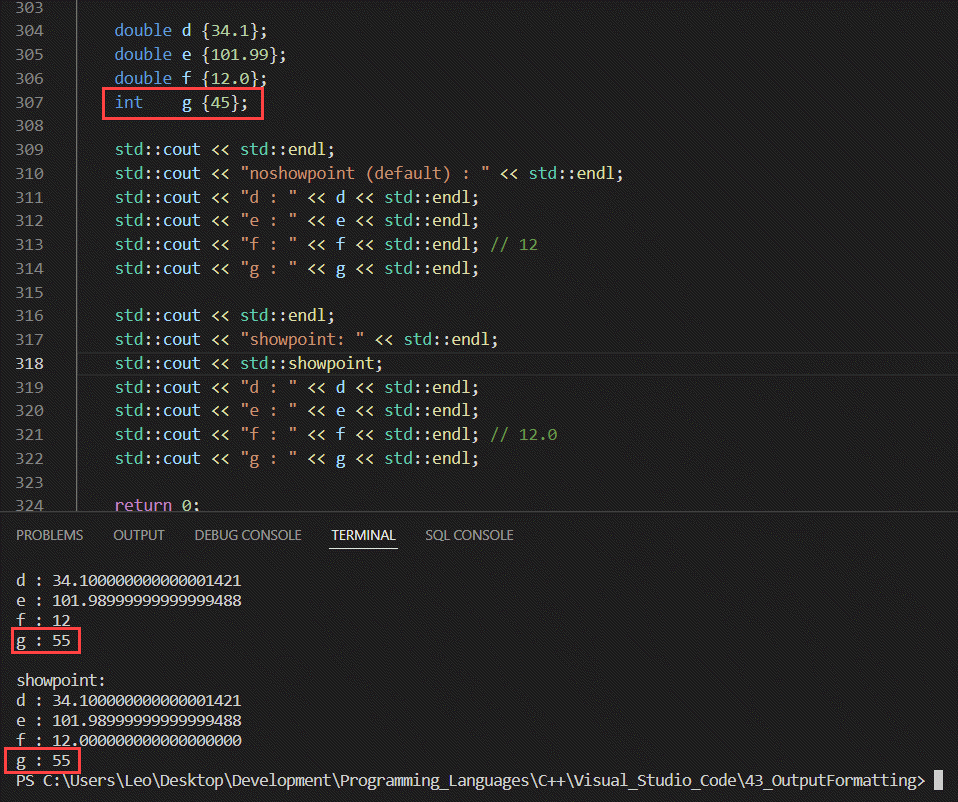 303
304 double d {34.1};
305 double e {101.99};
306 double f {12.0};
307 int    g {45};
308
309 std::cout << std::endl;
310 std::cout << "noshowpoint (default) : " << std::endl;
311 std::cout << "d : " << d << std::endl;
312 std::cout << "e : " << e << std::endl;
313 std::cout << "f : " << f << std::endl; // 12
314 std::cout << "g : " << g << std::endl;
315
316 std::cout << std::endl;
317 std::cout << "showpoint: " << std::endl;
318 std::cout << std::showpoint;
319 std::cout << "d : " << d << std::endl;
320 std::cout << "e : " << e << std::endl;
321 std::cout << "f : " << f << std::endl; // 12.0
322 std::cout << "g : " << g << std::endl;
323
324 return 0;
PROBLEMS OUTPUT DEBUG CONSOLE TERMINAL SQL CONSOLE
d : 34.100000000000001421
e : 101.98999999999999488
f : 12
g : 55
showpoint:
d : 34.100000000000001421
e : 101.98999999999999488
f : 12.000000000000000000
g : 55
PS C:\Users\Leo\Desktop\Development\Programming_Languages\C++\Visual_Studio_Code\43_OutputFormatting>